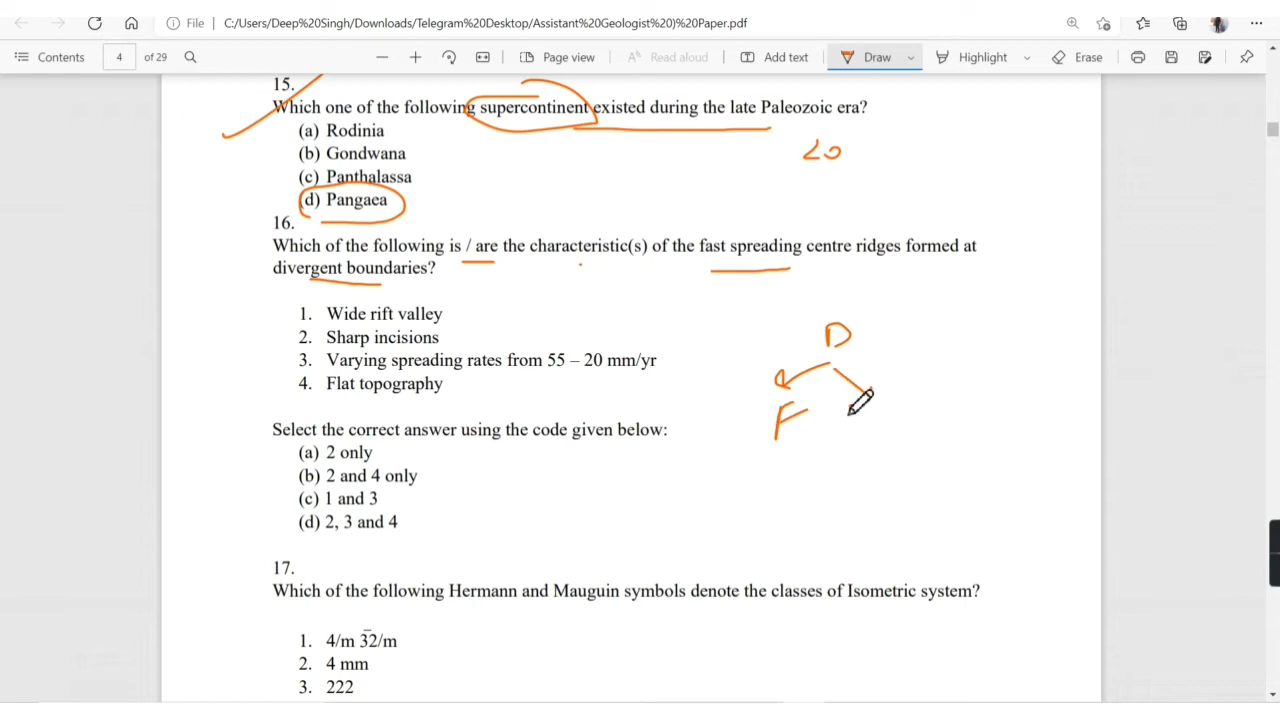 File C:/Users/Deep%20Singh/Downloads/Telegram%20Desktop/Assistant%20Geologist%20)%20Paper.pdf
Contents 4 of 29 Page view A Read aloud Add text Draw Highlight Erase
15.
Which one of the following supercontinent existed during the late Paleozoic era?
(a) Rodinia
(b) Gondwana
<0
(c) Panthalassa
(d) Pangaea
16.
Which of the following is / are the characteristic(s) of the fast spreading centre ridges formed at
divergent boundaries?
1. Wide rift valley
2. Sharp incisions
D
3. Varying spreading rates from 55 – 20 mm/yr
4. Flat topography
F
Select the correct answer using the code given below:
(a) 2 only
(b) 2 and 4 only
(c) 1 and 3
(d) 2, 3 and 4
17.
Which of the following Hermann and Mauguin symbols denote the classes of Isometric system?
1. 4/m 3̅2/m
2. 4 mm
3. 222